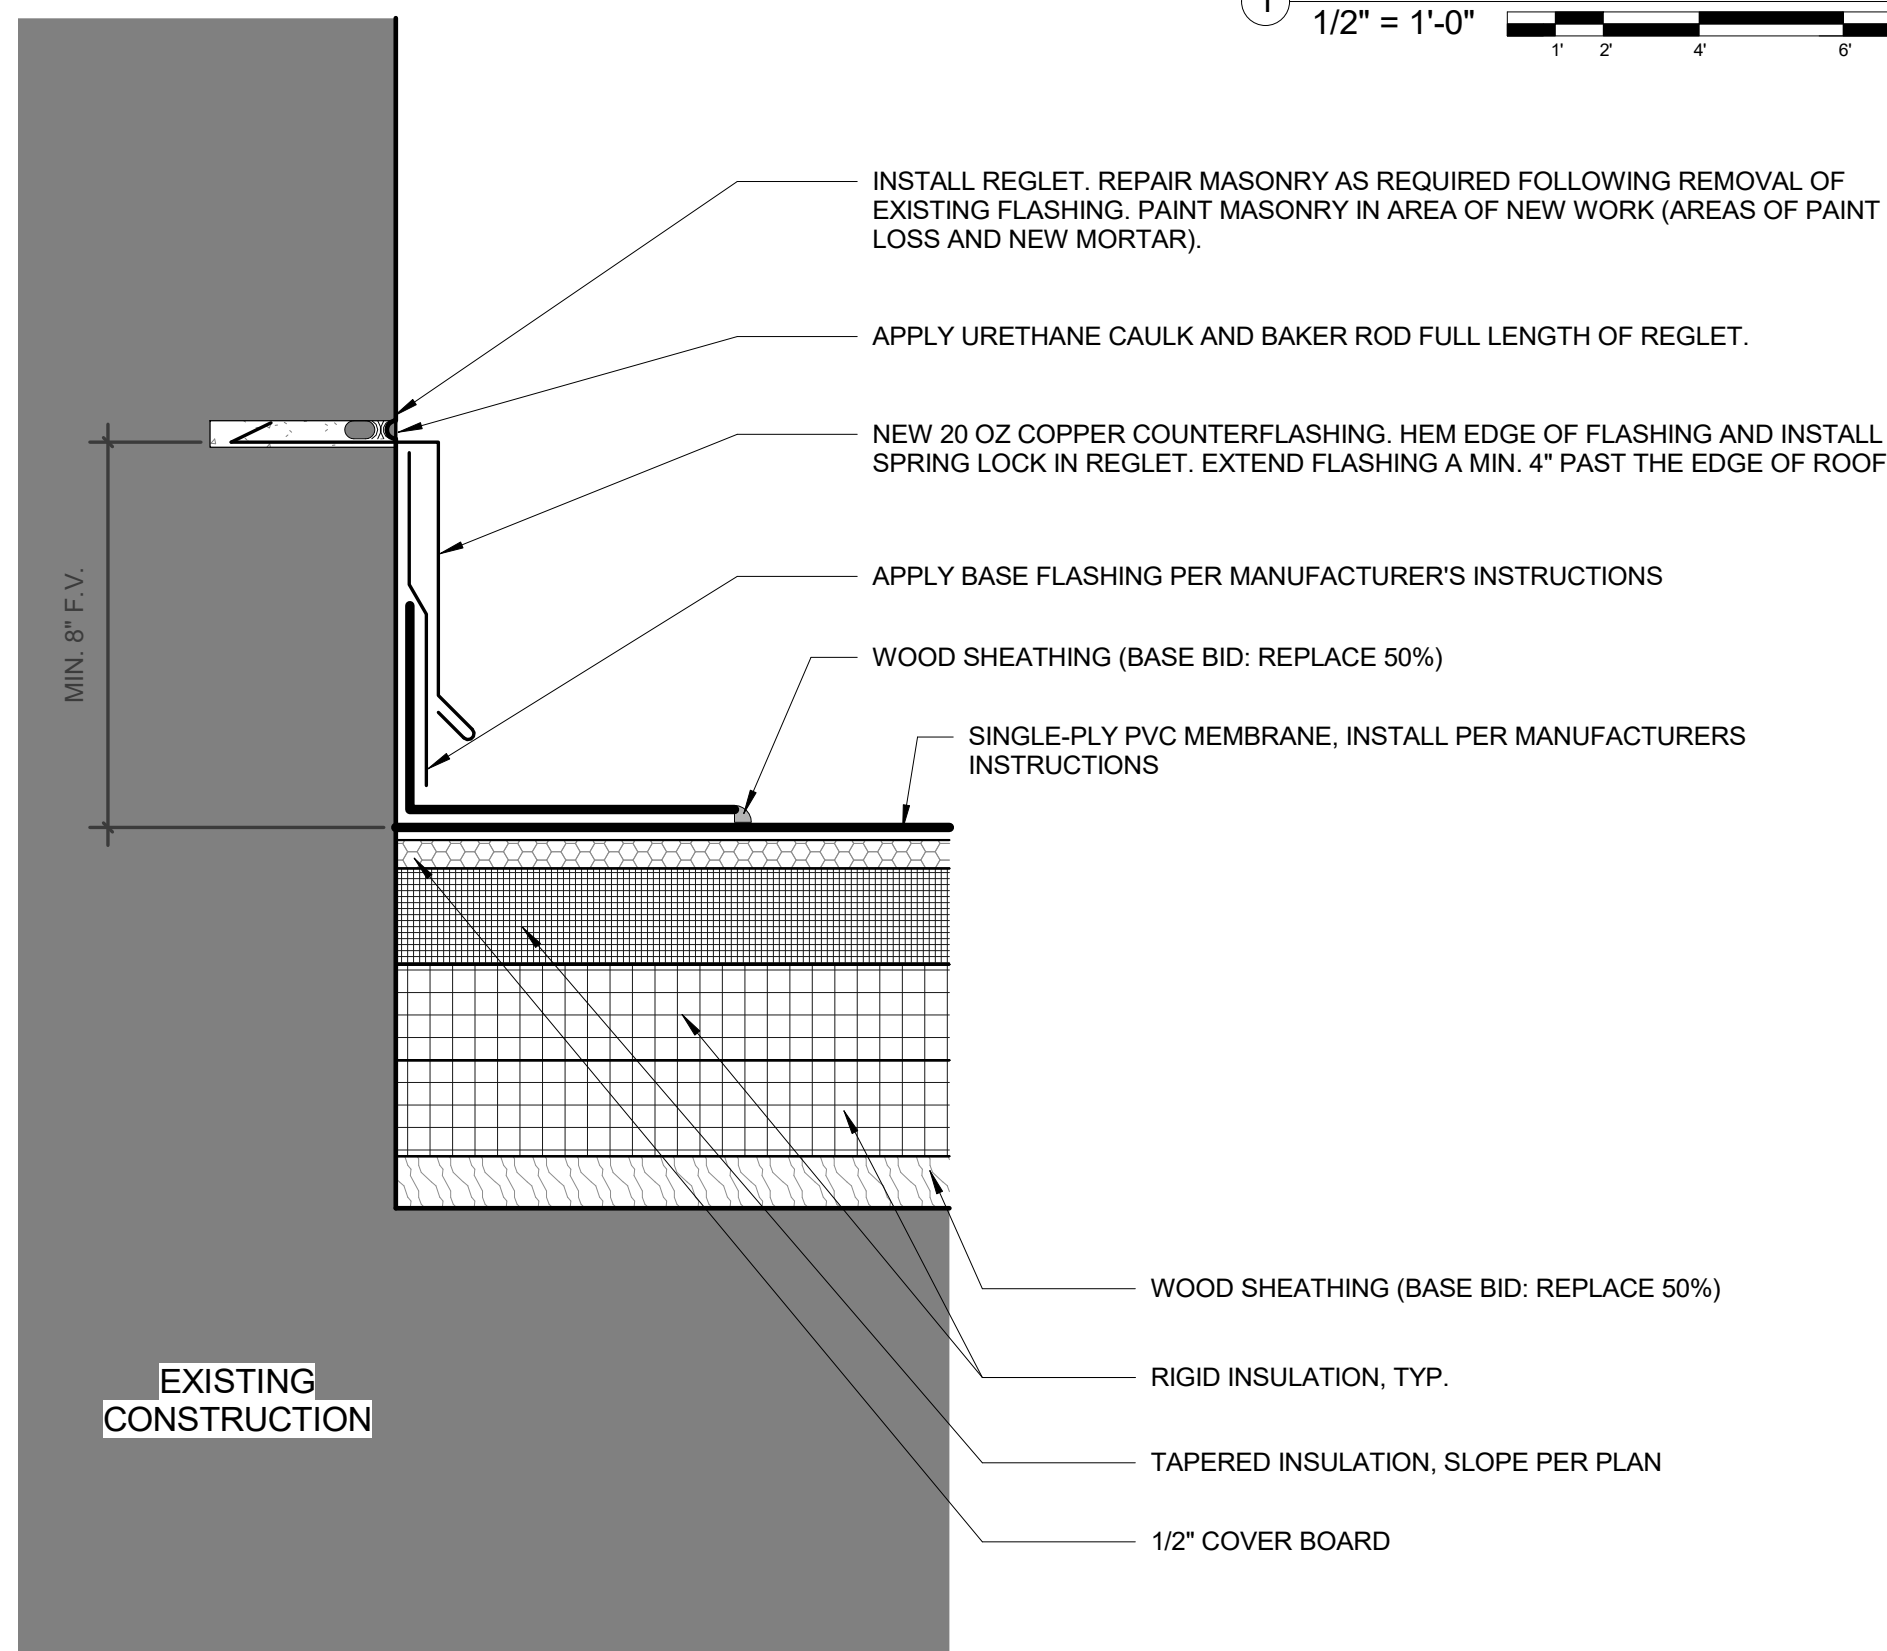 1
1/2" = 1'-0"
1' 2' 4' 6'
INSTALL REGLET. REPAIR MASONRY AS REQUIRED FOLLOWING REMOVAL OF
EXISTING FLASHING. PAINT MASONRY IN AREA OF NEW WORK (AREAS OF PAINT
LOSS AND NEW MORTAR).
APPLY URETHANE CAULK AND BAKER ROD FULL LENGTH OF REGLET.
NEW 20 OZ COPPER COUNTERFLASHING. HEM EDGE OF FLASHING AND INSTALL
SPRING LOCK IN REGLET. EXTEND FLASHING A MIN. 4" PAST THE EDGE OF ROOF
APPLY BASE FLASHING PER MANUFACTURER'S INSTRUCTIONS
MIN. 8" F.V.
WOOD SHEATHING (BASE BID: REPLACE 50%)
SINGLE-PLY PVC MEMBRANE, INSTALL PER MANUFACTURERS
INSTRUCTIONS
WOOD SHEATHING (BASE BID: REPLACE 50%)
RIGID INSULATION, TYP.
EXISTING
CONSTRUCTION
TAPERED INSULATION, SLOPE PER PLAN
1/2" COVER BOARD